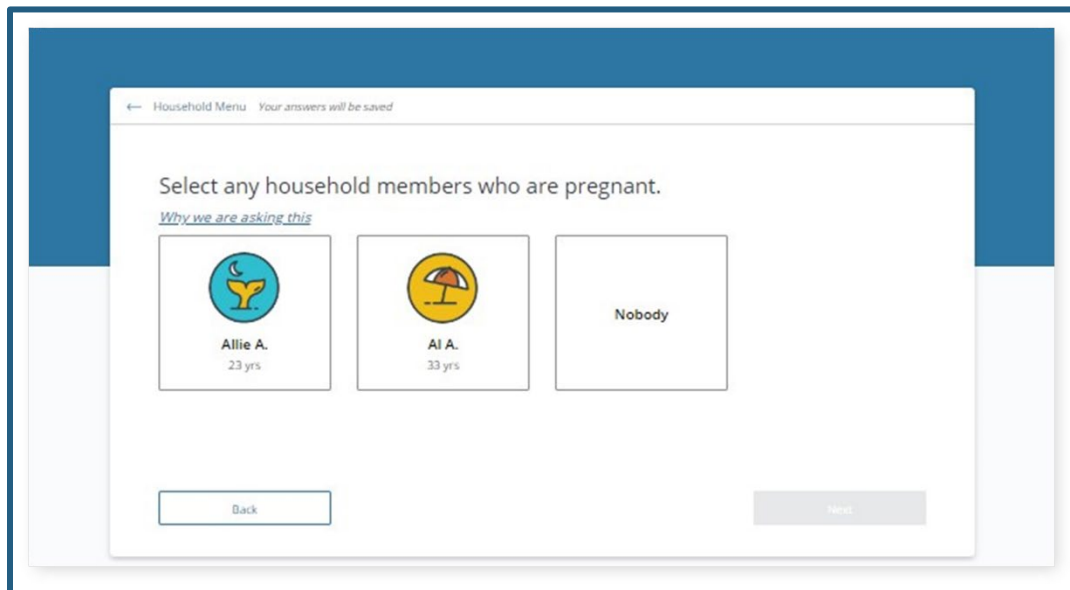 ← Household Menu Your answers will be saved
Select any household members who are pregnant.
Why we are asking this
Allie A.
23 yrs
Al A.
33 yrs
Nobody
Back
Next